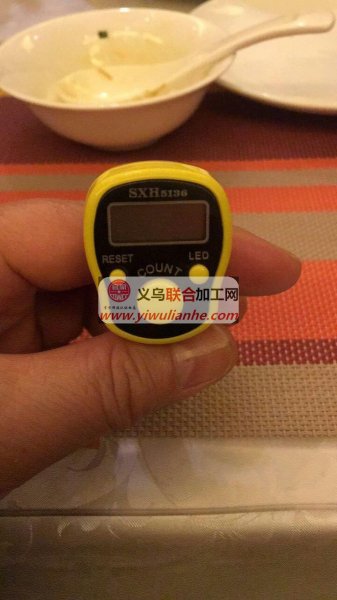 SXH5136
RESET
LED
COUNT
义乌联合加工网
www.yiwulianhe.com